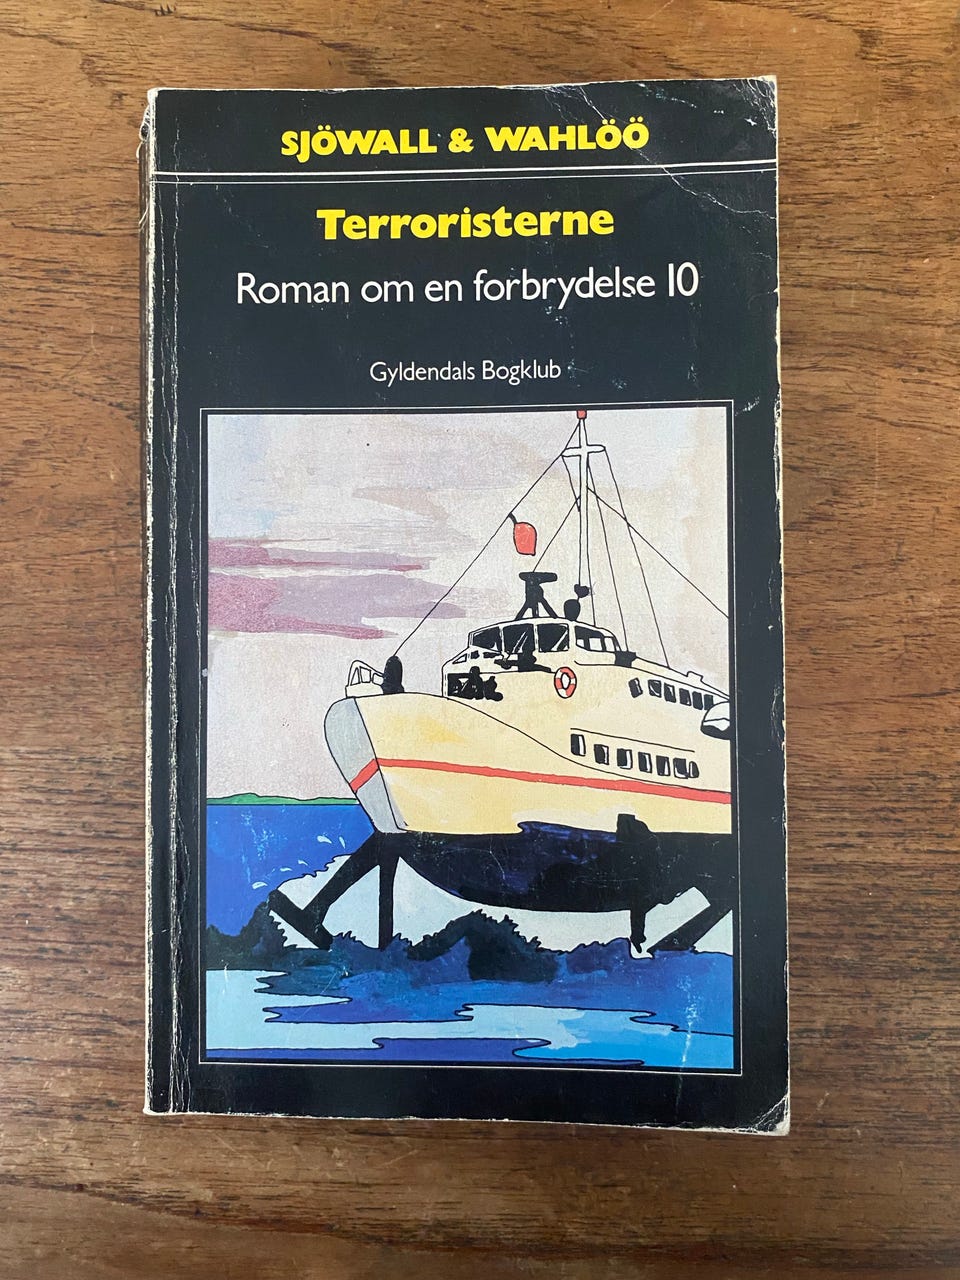 SJÖWALL & WAHLÖÖ
Terroristerne
Roman om en forbrydelse 10
Gyldendals Bogklub